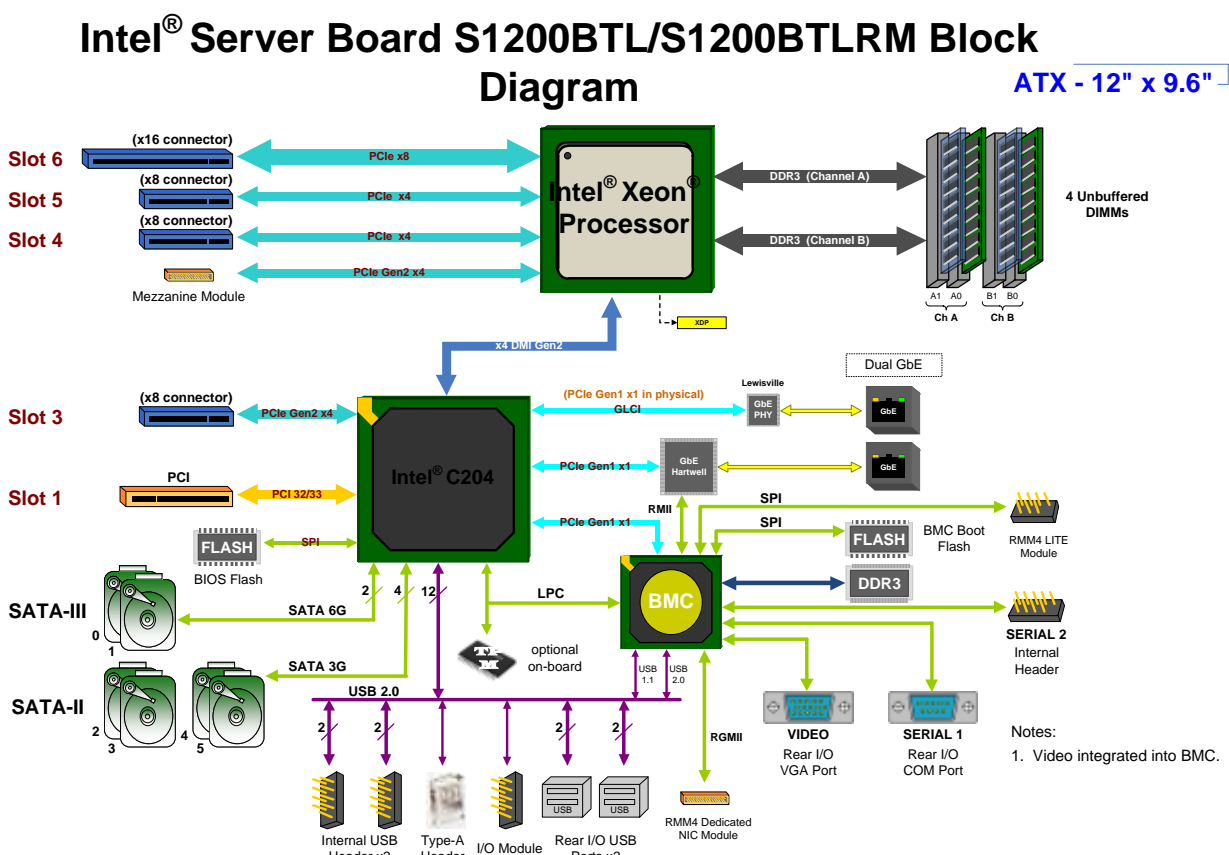 Intel® Server Board S1200BTL/S1200BTLRM Block
Diagram
ATX - 12" x 9.6"
(x16 connector)
Slot 6
PCIe x8
(x8 connector)
Slot 5
PCIe x4
(x8 connector)
Slot 4
PCIe x4
PCIe Gen2 x4
Mezzanine Module
Intel® Xeon®
Processor
DDR3 (Channel A)
DDR3 (Channel B)
4 Unbuffered
DIMMs
A1 A0 B1 B0
Ch A Ch B
XDP
x4 DMI Gen2
(x8 connector)
Slot 3
PCIe Gen2 x4
PCI
Slot 1
PCI 32/33
Intel® C204
(PCIe Gen1 x1 in physical)
GLCI
Lewisville
GbE
PHY
Dual GbE
GbE
PCIe Gen1 x1
GbE
Hartwell
GbE
RMII
PCIe Gen1 x1
SPI
SPI
FLASH
BMC Boot
Flash
RMM4 LITE
Module
FLASH
SPI
BIOS Flash
DDR3
BMC
LPC
2 4 12
SATA-III
0
1
SATA 6G
SATA 3G
SATA-II
2
3
4
5
TPM
optional
on-board
SERIAL 2
Internal
Header
USB
1.1
USB
2.0
USB 2.0
2 2 2 2
RGMII
VIDEO
Rear I/O
VGA Port
SERIAL 1
Rear I/O
COM Port
Notes:
1. Video integrated into BMC.
USB USB
RMM4 Dedicated
NIC Module
Internal USB
Header x2
Type-A
Header
I/O Module
Rear I/O USB
Ports x2